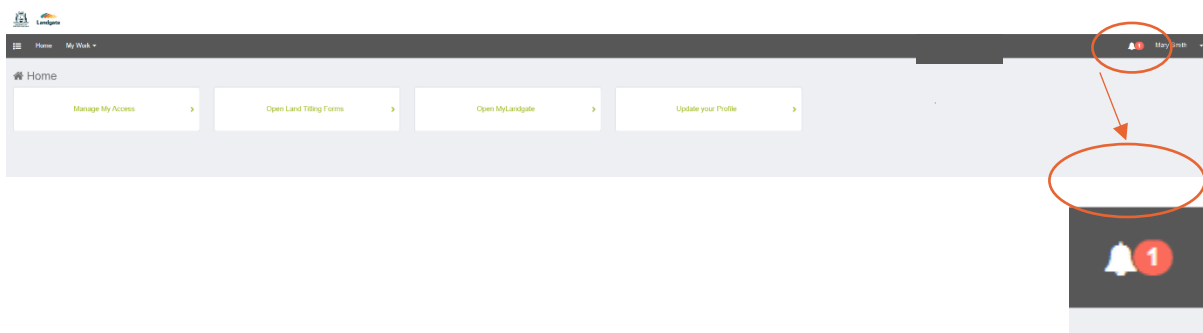 Landgate
Home My Work 1 Mary Smith
Home
Manage My Access Open Land Titling Forms Open MyLandgate Update your Profile
1